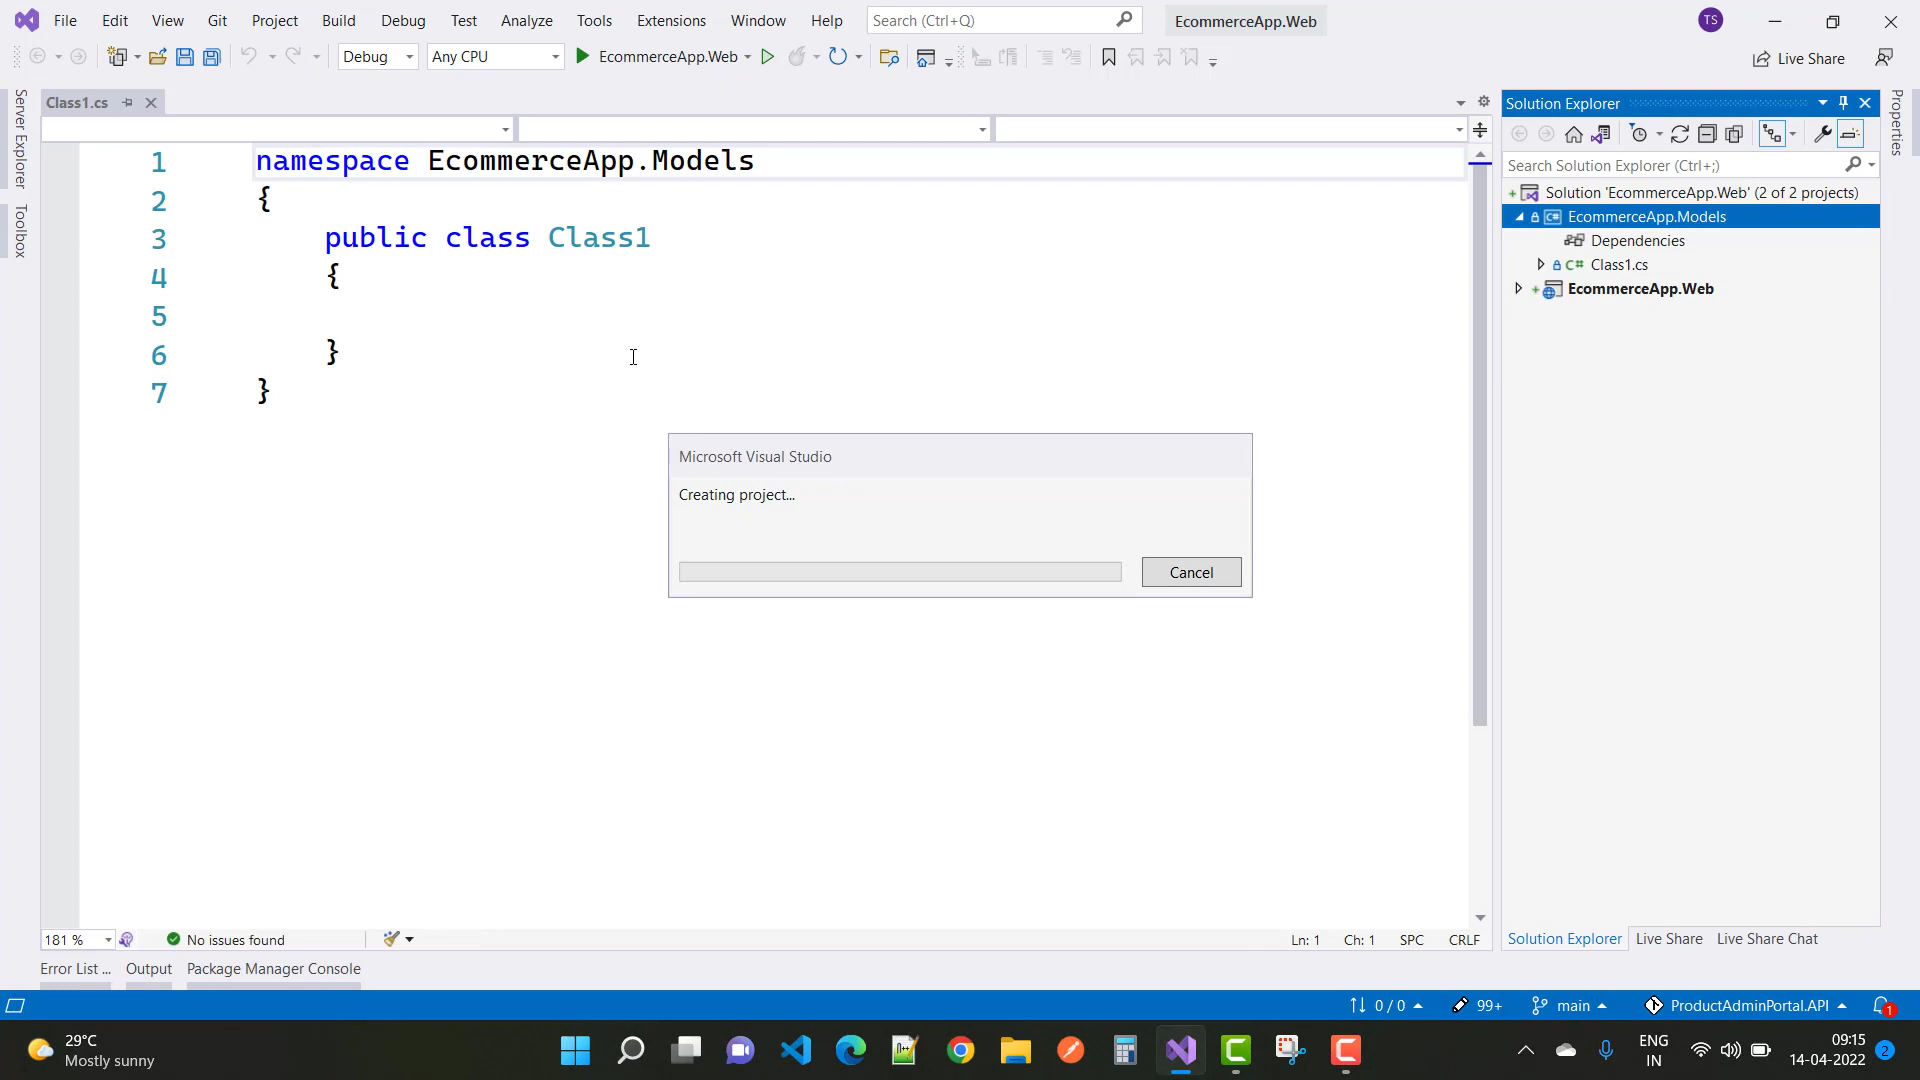 File Edit View Git Project Build Debug Test Analyze Tools Extensions Window Help Search (Ctrl+Q) EcommerceApp.Web TS
Debug Any CPU EcommerceApp.Web Live Share
Server Explorer
Toolbox
Class1.cs
1 namespace EcommerceApp.Models
2 {
3 public class Class1
4 {
5
6 }
7 }
Microsoft Visual Studio
Creating project...
Cancel
Solution Explorer
Search Solution Explorer (Ctrl+;)
Solution 'EcommerceApp.Web' (2 of 2 projects)
C# EcommerceApp.Models
Dependencies
C# Class1.cs
EcommerceApp.Web
Properties
181 % No issues found Ln: 1 Ch: 1 SPC CRLF
Solution Explorer Live Share Live Share Chat
Error List ... Output Package Manager Console
0 / 0 99+ main ProductAdminPortal.API 1
29°C
Mostly sunny
ENG
IN
09:15
14-04-2022
2